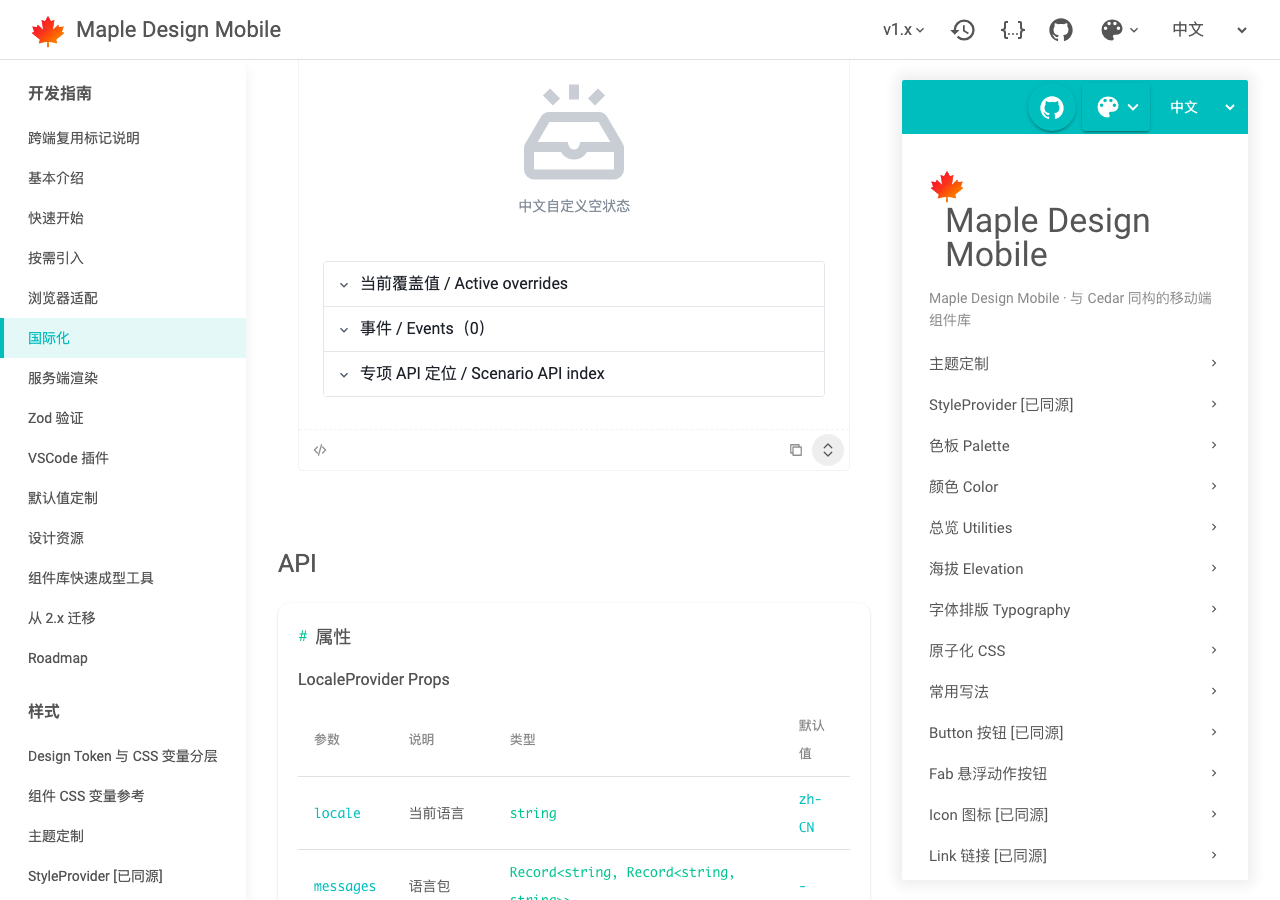 Maple Design Mobile
v1.x
中文
开发指南
跨端复用标记说明
基本介绍
快速开始
按需引入
浏览器适配
国际化
服务端渲染
Zod 验证
VSCode 插件
默认值定制
设计资源
组件库快速成型工具
从 2.x 迁移
Roadmap
样式
Design Token 与 CSS 变量分层
组件 CSS 变量参考
主题定制
StyleProvider [已同源]
中文自定义空状态
当前覆盖值 / Active overrides
事件 / Events（0）
专项 API 定位 / Scenario API index
API
# 属性
LocaleProvider Props
参数 说明 类型 默认值
locale 当前语言 string zh-CN
messages 语言包 Record<string, Record<string, string>> -
中文
Maple Design
Mobile
Maple Design Mobile · 与 Cedar 同构的移动端
组件库
主题定制
StyleProvider [已同源]
色板 Palette
颜色 Color
总览 Utilities
海拔 Elevation
字体排版 Typography
原子化 CSS
常用写法
Button 按钮 [已同源]
Fab 悬浮动作按钮
Icon 图标 [已同源]
Link 链接 [已同源]